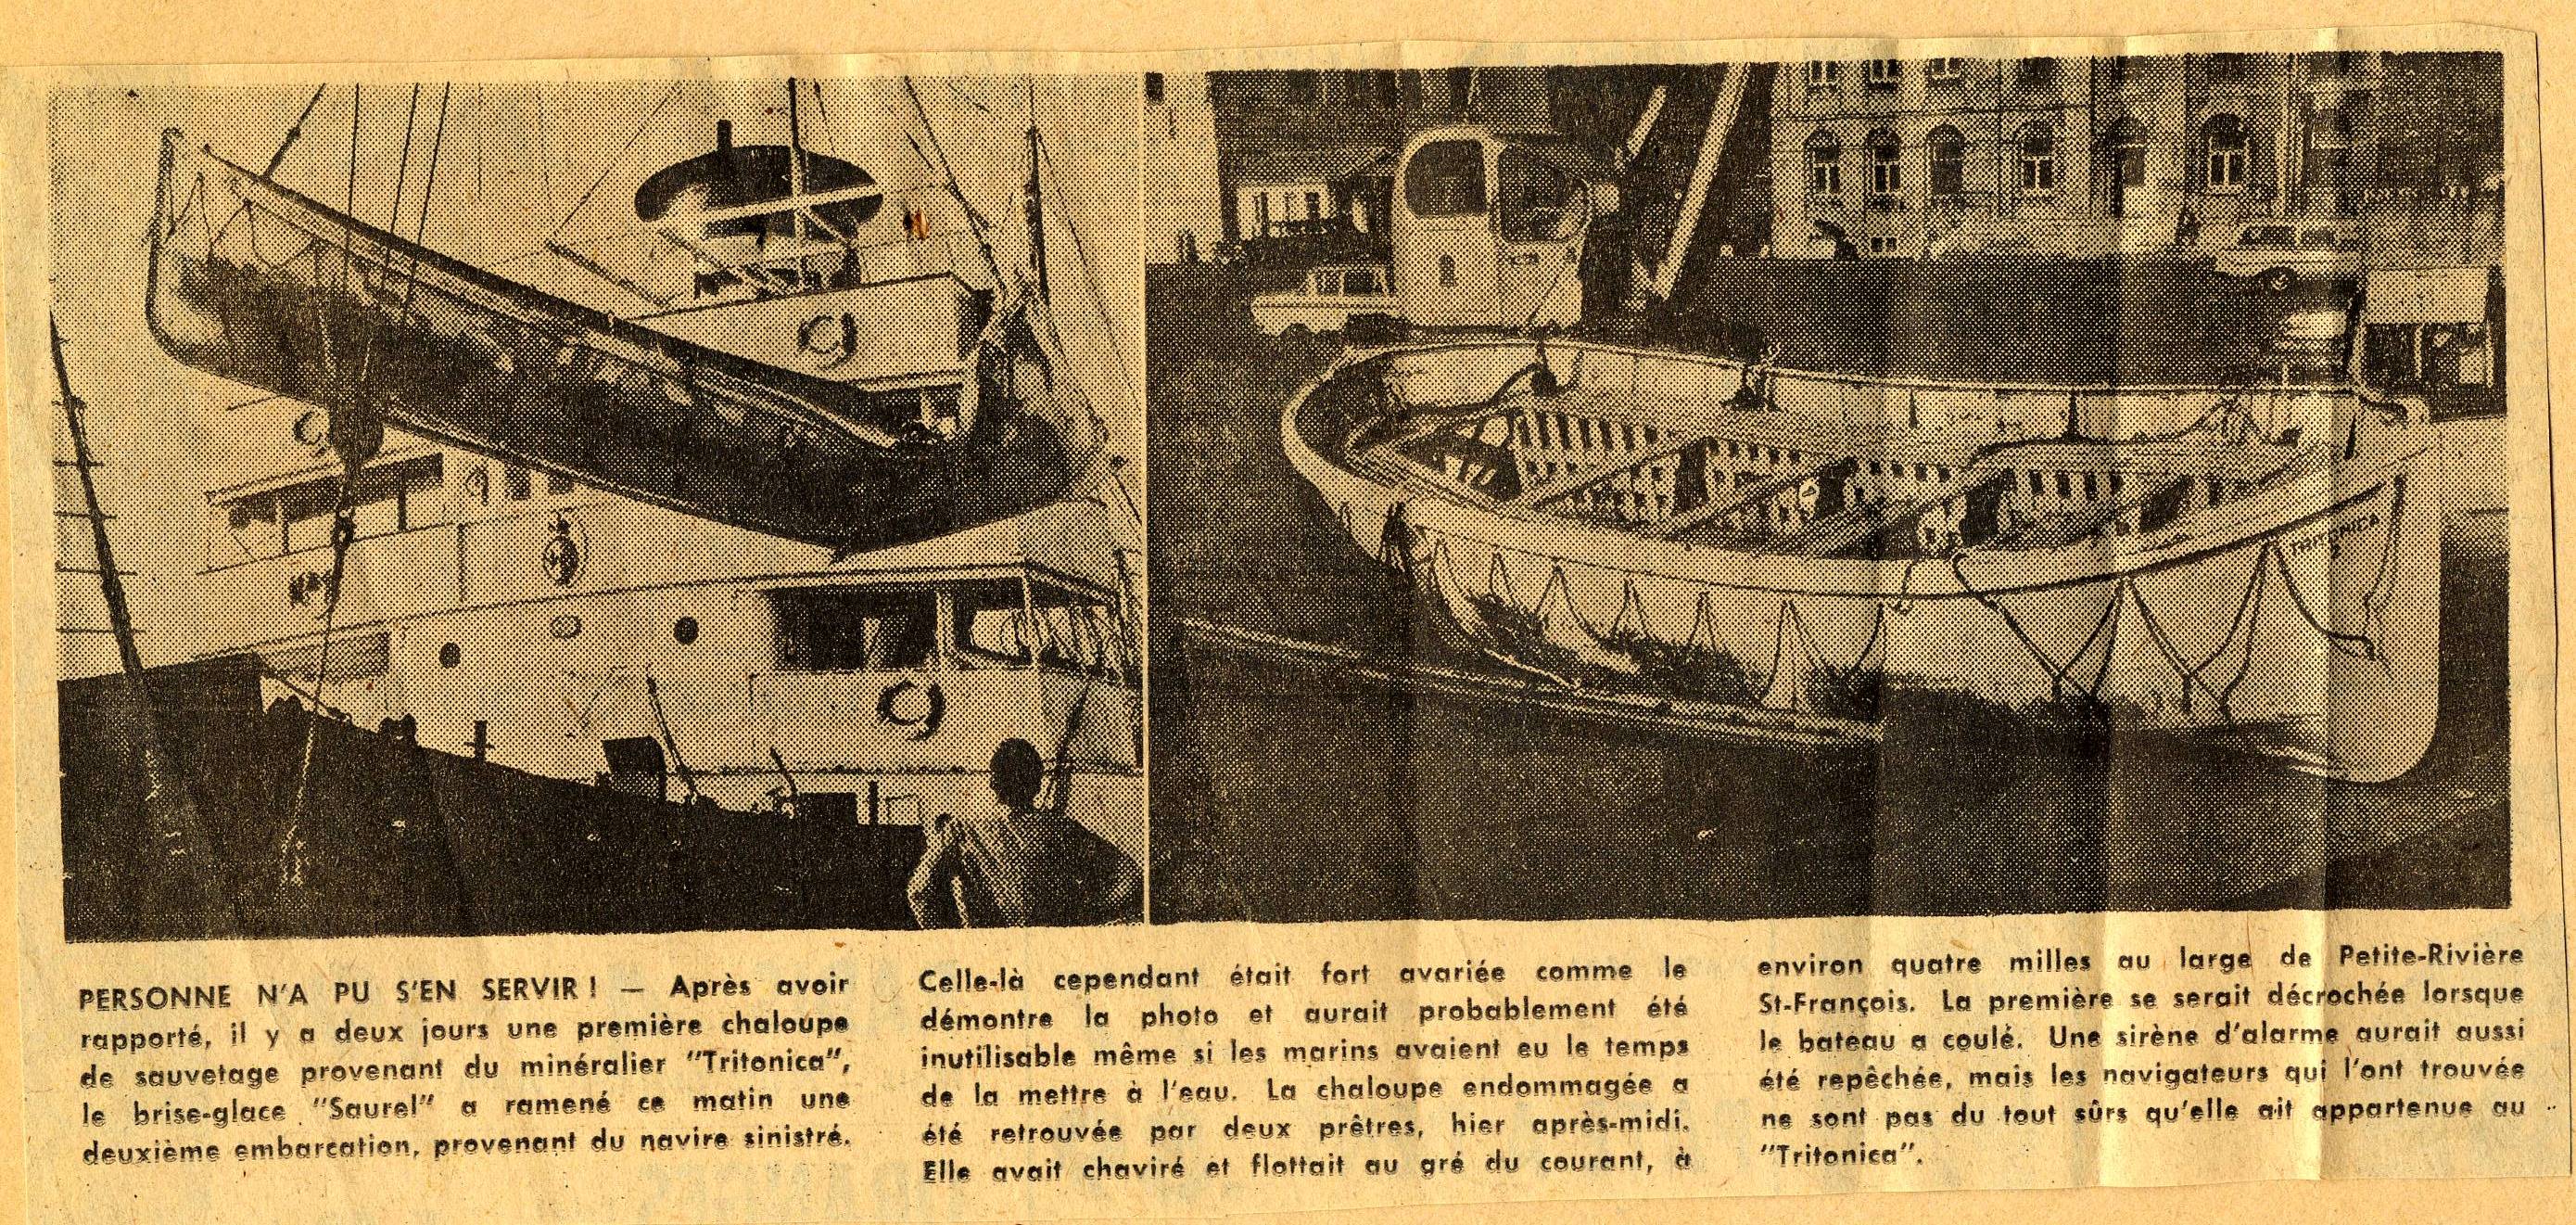 TRITONICA
PERSONNE N'A PU S'EN SERVIR ! — Après avoir
rapporté, il y a deux jours une première chaloupe
de sauvetage provenant du minéralier "Tritonica",
le brise-glace "Saurel" a ramené ce matin une
deuxième embarcation, provenant du navire sinistré.
Celle-là cependant était fort avariée comme le
démontre la photo et aurait probablement été
inutilisable même si les marins avaient eu le temps
de la mettre à l'eau. La chaloupe endommagée a
été retrouvée par deux prêtres, hier après-midi.
Elle avait chaviré et flottait au gré du courant, à
environ quatre milles au large de Petite-Rivière
St-François. La première se serait décrochée lorsque
le bateau a coulé. Une sirène d'alarme aurait aussi
été repêchée, mais les navigateurs qui l'ont trouvée
ne sont pas du tout sûrs qu'elle ait appartenue au
"Tritonica".